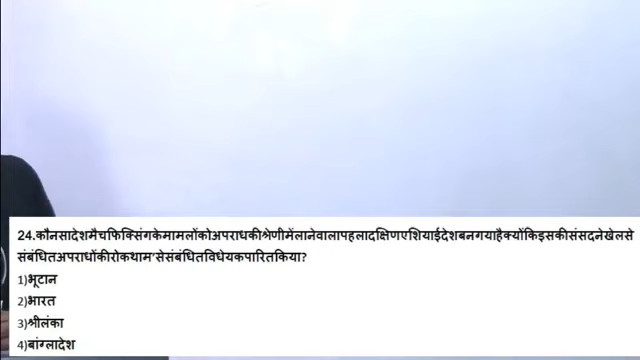 24.कौनसादेशमैचफिक्सिंगकेमामलोंकोअपराधकीश्रेणीमेंलानेवालापहलादक्षिणएशियाईदेशबनगयाहैक्योंकिइसकीसंसदनेखेलसे
संबंधितअपराधोंकीरोकथाम'सेसंबंधितविधेयकपारितकिया?
1)भूटान
2)भारत
3)श्रीलंका
4)बांग्लादेश